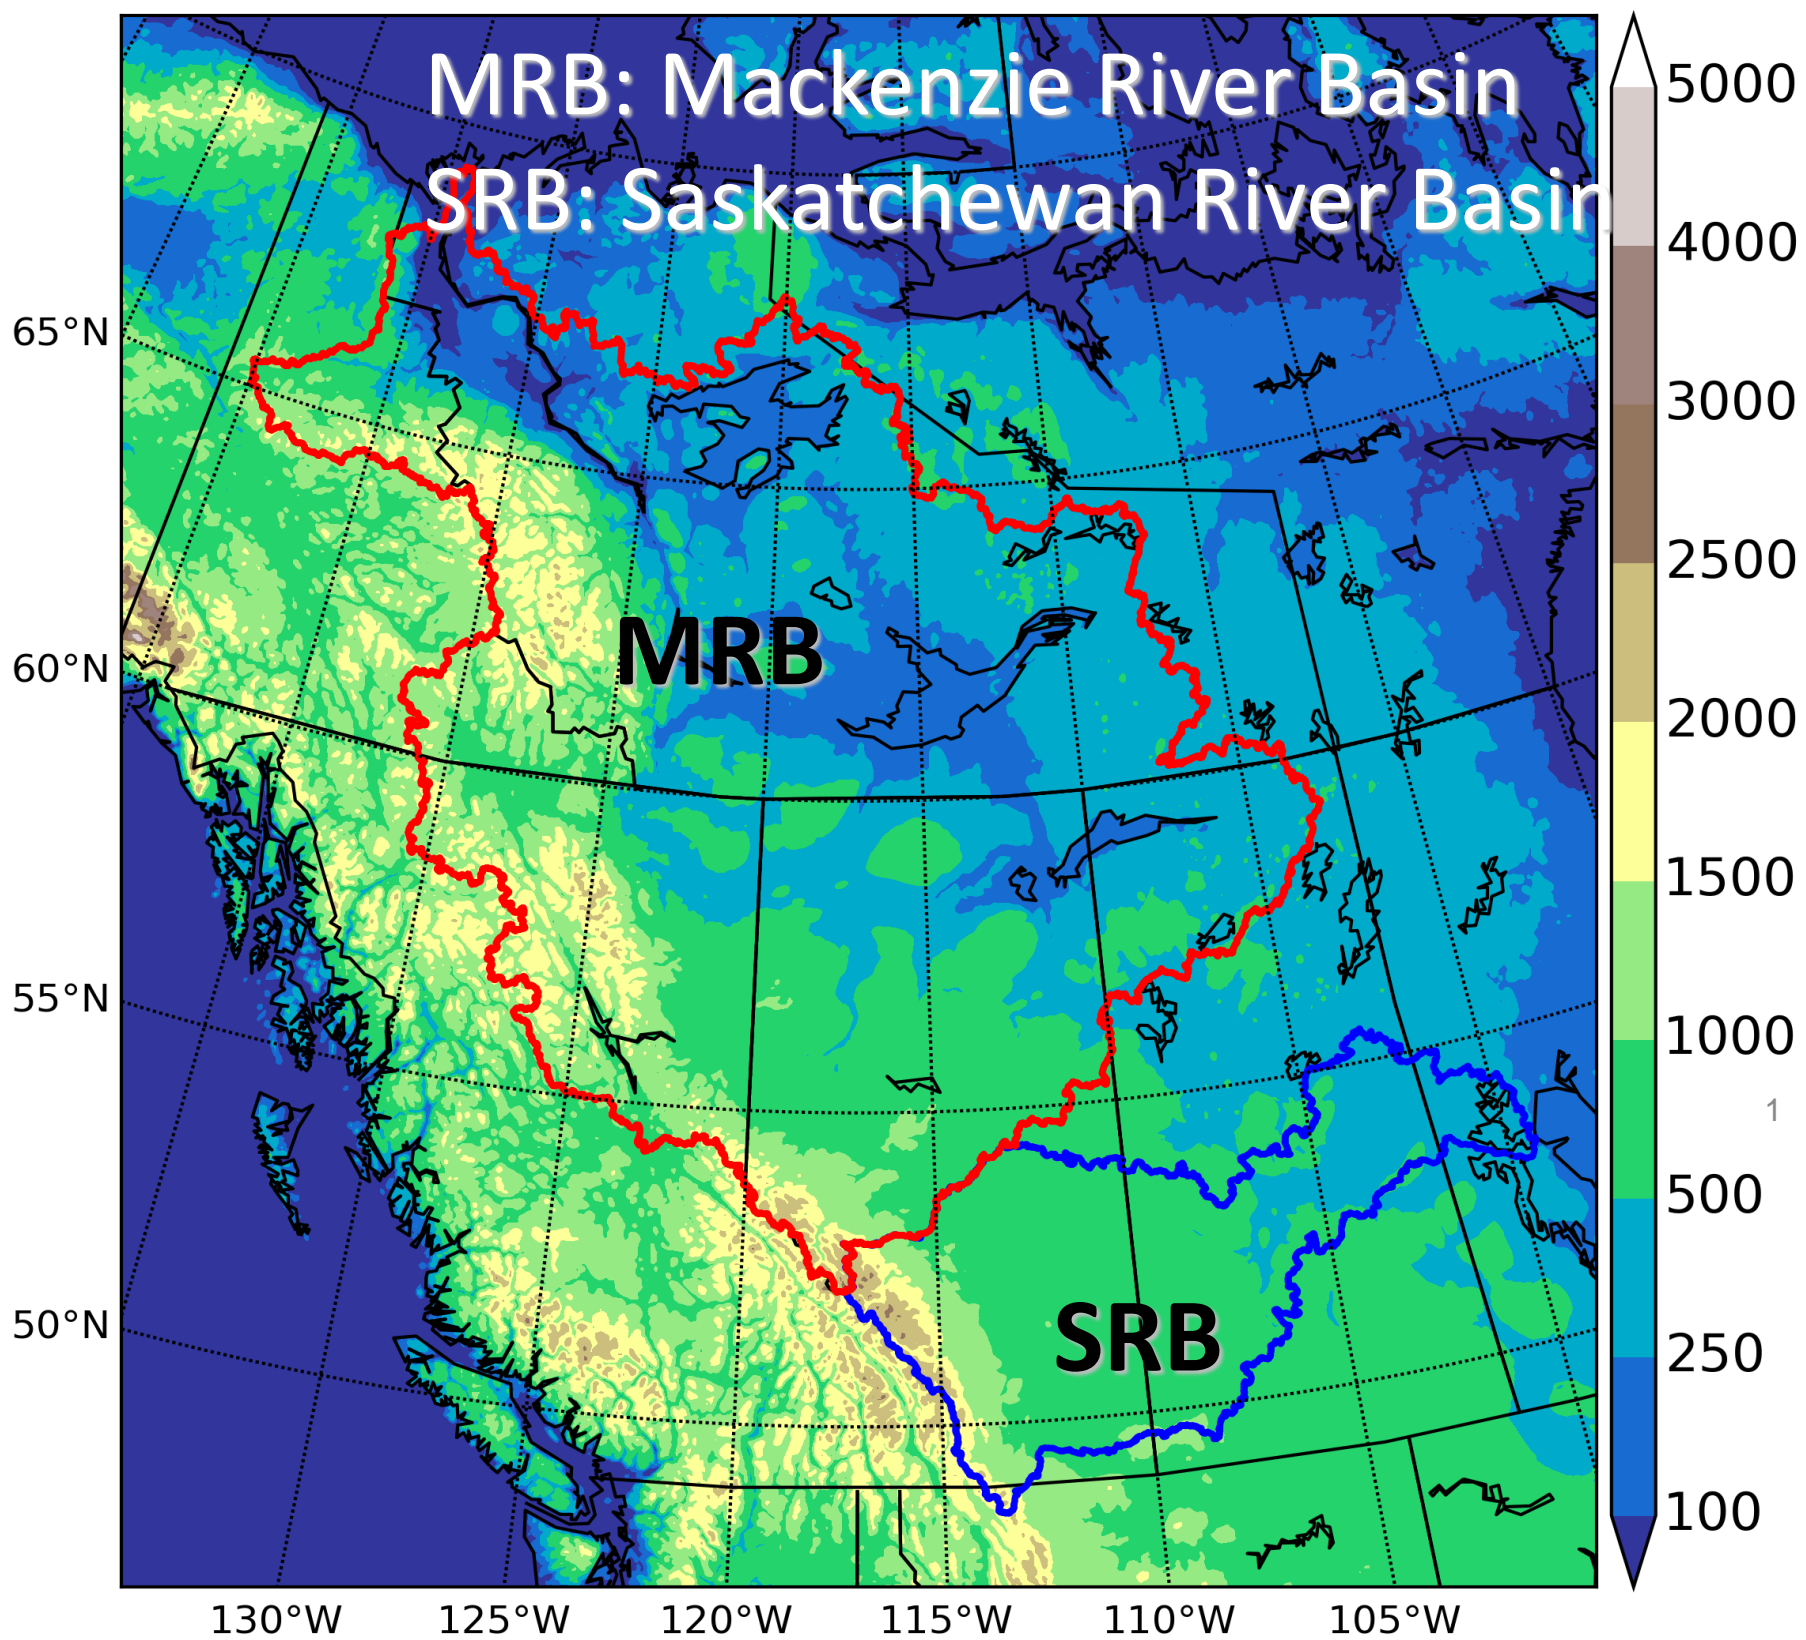 MRB: Mackenzie River Basin
SRB: Saskatchewan River Basin
5000
4000
3000
2500
2000
1500
1000
500
250
100
65°N
60°N
55°N
50°N
MRB
SRB
1
130°W 125°W 120°W 115°W 110°W 105°W